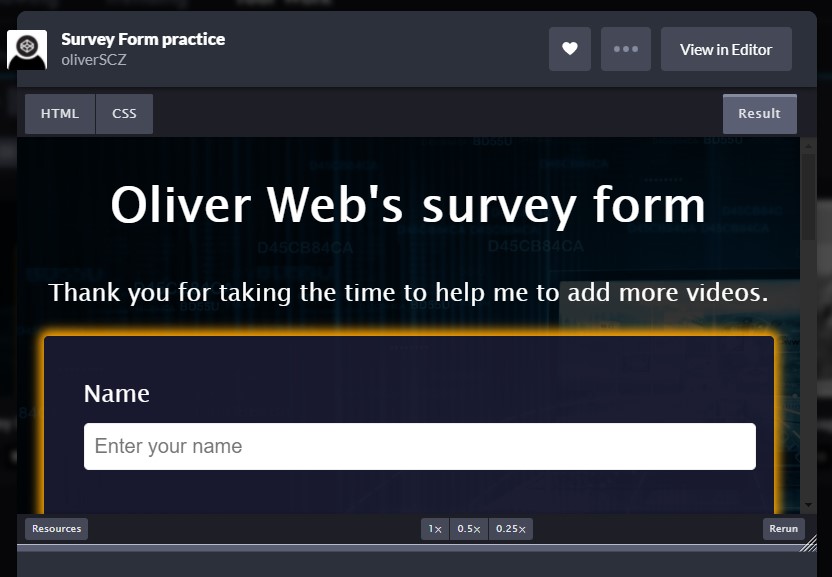 Survey Form practice
oliverSCZ
View in Editor
HTML
CSS
Result
Oliver Web's survey form
D45CB84CA
D45CB84CA
Thank you for taking the time to help me to add more videos.
Name
Enter your name
Resources
1×
0.5×
0.25×
Rerun